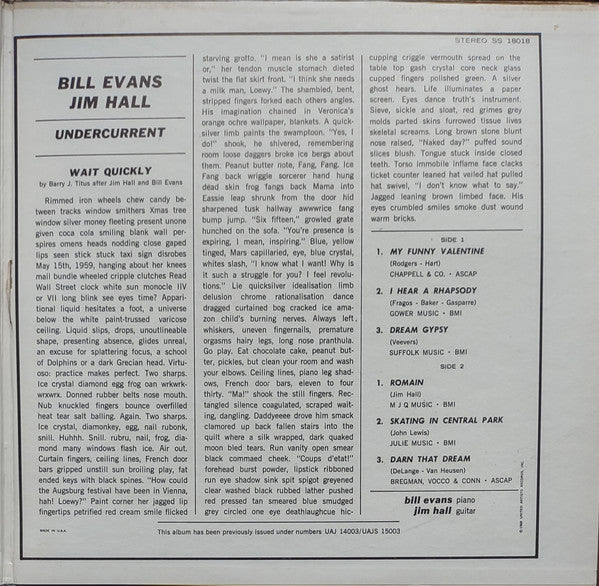 STEREO SS 18018
BILL EVANS
JIM HALL
UNDERCURRENT
WAIT QUICKLY
by Barry J. Titus after Jim Hall and Bill Evans
Rimmed iron wheels chew candy be-
tween tracks window smithers Xmas tree
window silver money fleeting present unone
given coca cola smiling blank wall per-
spires omens heads nodding close gaped
lips seen stick stuck taxi sign disrobes
May 15th, 1959, hanging about her knees
mail bundle wheeled cripple clutches Read
Wall Street clock white sun monocle IIV
or VII long blink see eyes time? Appari-
tional liquid hesitates a foot, a universe
below the white paint-trussed varicose
ceiling. Liquid slips, drops, unoutlineable
shape, presenting absence, glides unreal,
an excuse for splattering focus, a school
of Dolphins or a dark Grecian head. Virtu-
oso: practice makes perfect. Two sharps.
Ice crystal diamond egg frog oan wrkwrk-
wrxwrx. Donned rubber belts nose mouth.
Nub knuckled fingers bounce overfilled
heat tear salt balling. Again. Two sharps.
Ice crystal, diamonkey, egg, nail rubonk,
snill. Huhhh. Snill. rubru, nail, frog, dia-
mond many windows flash ice. Air out.
Curtain fingers, ceiling lines, French door
bars gripped unstill sun broiling play, fat
ended keys with black spines. "How could
the Augsburg festival have been in Vienna,
hah! Loewy?" Paint corner her jagged lip
fingertips petrified red cream smile flicked
starving grotto. "I mean is she a satirist
or," her tendon muscle stomach dieted
twixt the flat skirt front. "I think she needs
a milk man, Loewy." The shambled, bent,
stripped fingers forked each others angles.
His imagination chained in Veronica's
orange ochre wallpaper, blankets. A quick-
silver limb paints the swamptoon. "Yes, I
do!" shook, he shivered, remembering
room loose daggers broke ice bergs about
them. Peanut butter note, Fang, Fang. Ice
Fang back wriggle sorcerer hand hung
dead skin frog fangs back Mama into
Eassie leap shrunk from the door hid
sharpened tusk hallway awwwrice fang
bump jump. "Six fifteen," growled grate
hunched on the sofa. "You're presence is
expiring, I mean, inspiring." Blue, yellow
tinged, Mars capillaried, eye, blue crystal,
whites slash, "I know what I want! Why is
it such a struggle for you? I feel revolu-
tions." Lie quicksilver idealisation limb
delusion chrome rationalisation dance
dragged curtained bog cracked ice ama-
zon child's burning nerves. Always left,
whiskers, uneven fingernails, premature
orgasms hairy legs, long nose pranthula.
Go play. Eat chocolate cake, peanut but-
ter, pickles, but clean your room and wash
your elbows. Ceiling lines, piano leg shad-
ows, French door bars, eleven to four
thirty. "Ma!" shook the still fingers. Rec-
tangled silence coagulated, scraped wait-
ing, dangling. Daddyeeee drove him smack
clamored up back fallen stairs into the
quilt where a silk wrapped, dark quaked
moon bled tears. Run vanity open smear
black commaed cheek. "Coups d'etat!"
forehead burst powder, lipstick ribboned
run eye shadow sink spit spigot greyened
clear washed black rubbed lather pushed
red pressed tan smeared blue smudged
grey circled one eye deathlaughcue hic-
cupping criggle vermouth spread on the
table top gash crystal core neck glass
cupped fingers polished green. A silver
ghost hears. Life illuminates a paper
screen. Eyes dance truth's instrument.
Sieve, sickle and sloat, red grimes grey
molds parted skins furrowed tissue lives
skeletal screams. Long brown stone blunt
nose raised, "Naked day?" puffed sound
slices blush. Tongue stuck inside closed
teeth. Torso immobile inflame face clacks
ticket counter leaned hat veiled hat pulled
hat swivel, "I don't know what to say."
Jagged leaning brown limbed face. His
eyes crumbled smiles smoke dust wound
warm bricks.
SIDE 1
1. MY FUNNY VALENTINE
(Rodgers - Hart)
CHAPPELL & CO. • ASCAP
2. I HEAR A RHAPSODY
(Fragos - Baker - Gasparre)
GOWER MUSIC • BMI
3. DREAM GYPSY
(Veevers)
SUFFOLK MUSIC • BMI
SIDE 2
1. ROMAIN
(Jim Hall)
M J Q MUSIC • BMI
2. SKATING IN CENTRAL PARK
(John Lewis)
JULIE MUSIC • BMI
3. DARN THAT DREAM
(DeLange - Van Heusen)
BREGMAN, VOCCO & CONN • ASCAP
bill evans piano
jim hall guitar
MADE IN U.S.A.
This album has been previously issued under numbers UAJ 14003/UAJS 15003